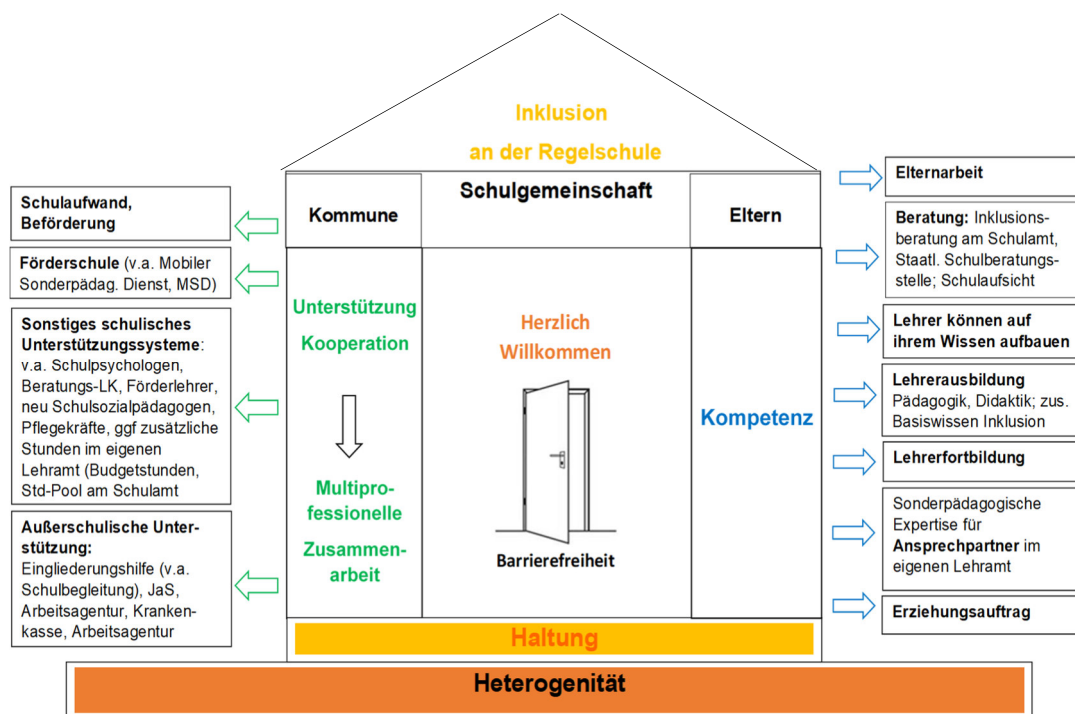 Inklusion
an der Regelschule
Schulgemeinschaft
Kommune
Eltern
Schulaufwand,
Beförderung
Förderschule (v.a. Mobiler
Sonderpädag. Dienst, MSD)
Sonstiges schulisches
Unterstützungssysteme:
v.a. Schulpsychologen,
Beratungs-LK, Förderlehrer,
neu Schulsozialpädagogen,
Pflegekräfte, ggf zusätzliche
Stunden im eigenen
Lehramt (Budgetstunden,
Std-Pool am Schulamt
Außerschulische Unter-
stützung:
Eingliederungshilfe (v.a.
Schulbegleitung), JaS,
Arbeitsagentur, Kranken-
kasse, Arbeitsagentur
Unterstützung
Kooperation
Multipro-
fessionelle
Zusammen-
arbeit
Herzlich
Willkommen
Barrierefreiheit
Kompetenz
Elternarbeit
Beratung: Inklusions-
beratung am Schulamt,
Staatl. Schulberatungs-
stelle; Schulaufsicht
Lehrer können auf
ihrem Wissen aufbauen
Lehrerausbildung
Pädagogik, Didaktik; zus.
Basiswissen Inklusion
Lehrerfortbildung
Sonderpädagogische
Expertise für
Ansprechpartner im
eigenen Lehramt
Erziehungsauftrag
Haltung
Heterogenität